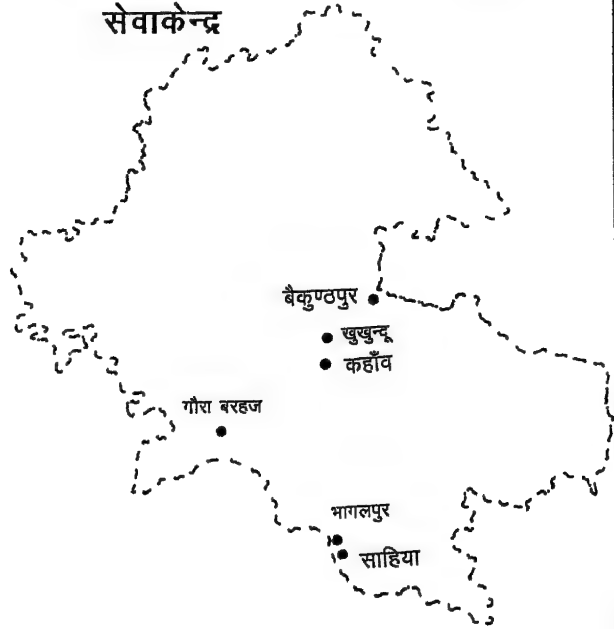 सेवाकेन्द्र
बैकुण्ठपुर
खुखुन्दू
कहाँव
गौरा बरहज
भागलपुर
साहिया